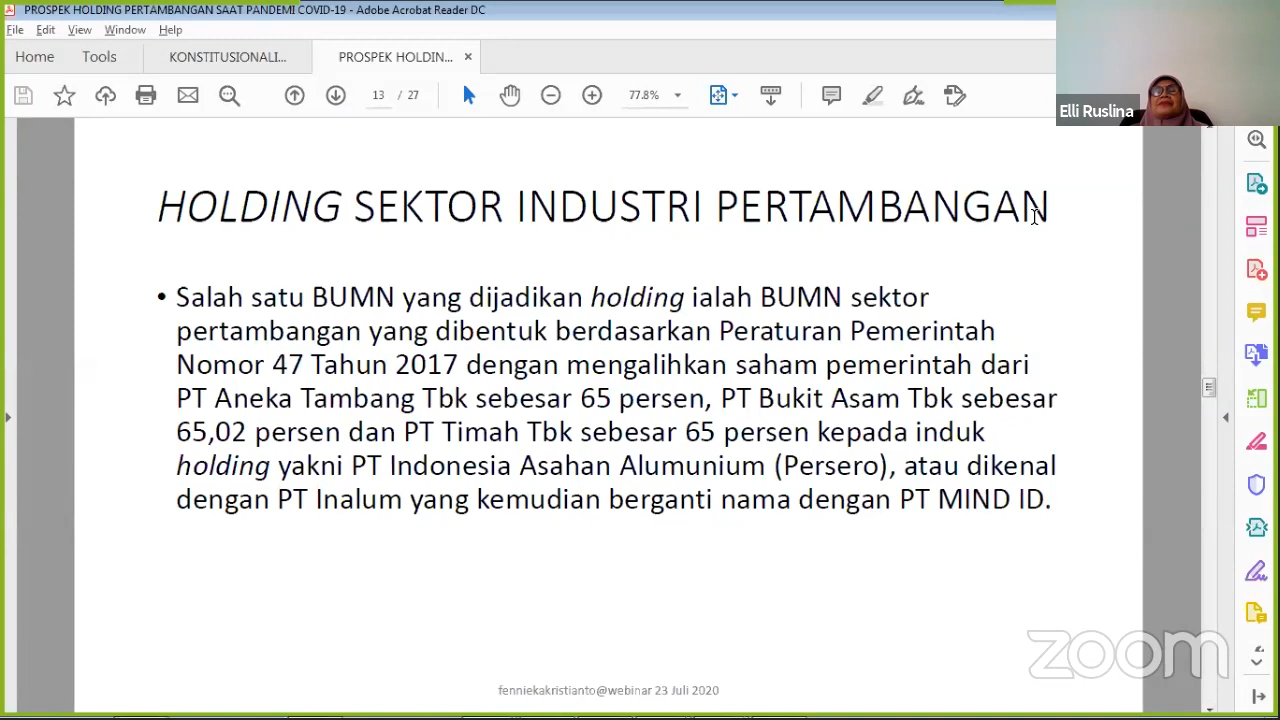 PROSPEK HOLDING PERTAMBANGAN SAAT PANDEMI COVID-19 - Adobe Acrobat Reader DC
File Edit View Window Help
Home Tools KONSTITUSIONALI... PROSPEK HOLDIN... ×
13 / 27 77.8%
Elli Ruslina
HOLDING SEKTOR INDUSTRI PERTAMBANGAN
• Salah satu BUMN yang dijadikan holding ialah BUMN sektor
pertambangan yang dibentuk berdasarkan Peraturan Pemerintah
Nomor 47 Tahun 2017 dengan mengalihkan saham pemerintah dari
PT Aneka Tambang Tbk sebesar 65 persen, PT Bukit Asam Tbk sebesar
65,02 persen dan PT Timah Tbk sebesar 65 persen kepada induk
holding yakni PT Indonesia Asahan Alumunium (Persero), atau dikenal
dengan PT Inalum yang kemudian berganti nama dengan PT MIND ID.
zoom
fenniekakristianto@webinar 23 Juli 2020